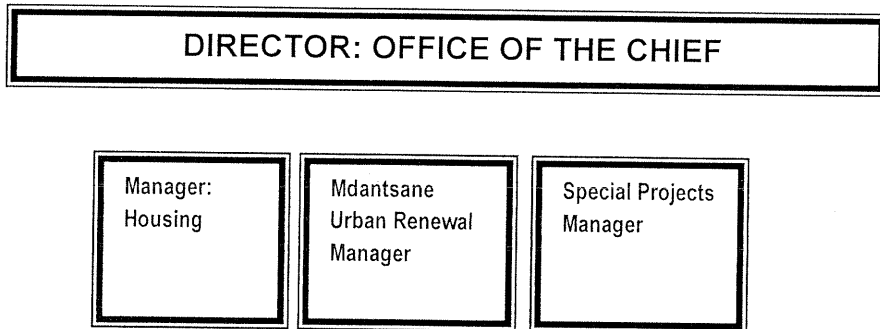 DIRECTOR: OFFICE OF THE CHIEF
Manager:
Housing
Mdantsane
Urban Renewal
Manager
Special Projects
Manager